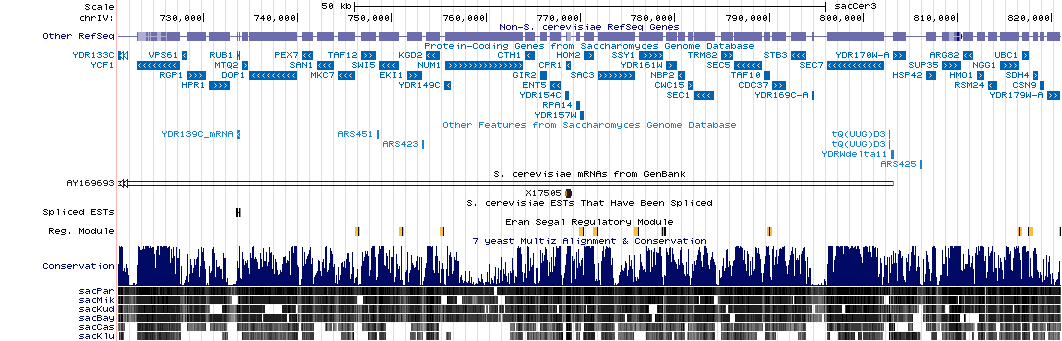 Scale 50 kb sacCer3
chrIV: 730,000 740,000 750,000 760,000 770,000 780,000 790,000 800,000 810,000 820,000
Non-S. cerevisiae RefSeq Genes
Other RefSeq
Protein-Coding Genes from Saccharomyces Genome Database
YDR133C VPS61 RUB1 PEX7 TAF12 KGD2 CTH1 HOM2 SSY1 TRM82 STB3 YDR170W-A ARG82 UBC1
YCF1 MTQ2 SAN1 SWI5 NUM1 CPR1 YDR161W SEC5 SEC7 SUP35 NGG1
RGP1 DOF1 MKC7 EKI1 GIR2 SAC3 NBP2 TAF10 HSP42 HMO1 SDH4
HPR1 YDR149C ENT5 CWC15 CDC37 RSM24 CSN9
YDR154C SEC1 YDR169C-A YDR179W-A
RPA14
YDR157W
Other Features from Saccharomyces Genome Database
YDR139C_mRNA ARS451 tQ(UUG)D3
ARS423 tQ(UUG)D3
YDRWdelta11
ARS425
S. cerevisiae mRNAs from GenBank
AY169693
X17505
S. cerevisiae ESTs That Have Been Spliced
Spliced ESTs
Eran Segal Regulatory Module
Reg. Module
7 yeast Multiz Alignment & Conservation
Conservation
sacPar
sacMik
sacKud
sacBay
sacCas
sacKlu